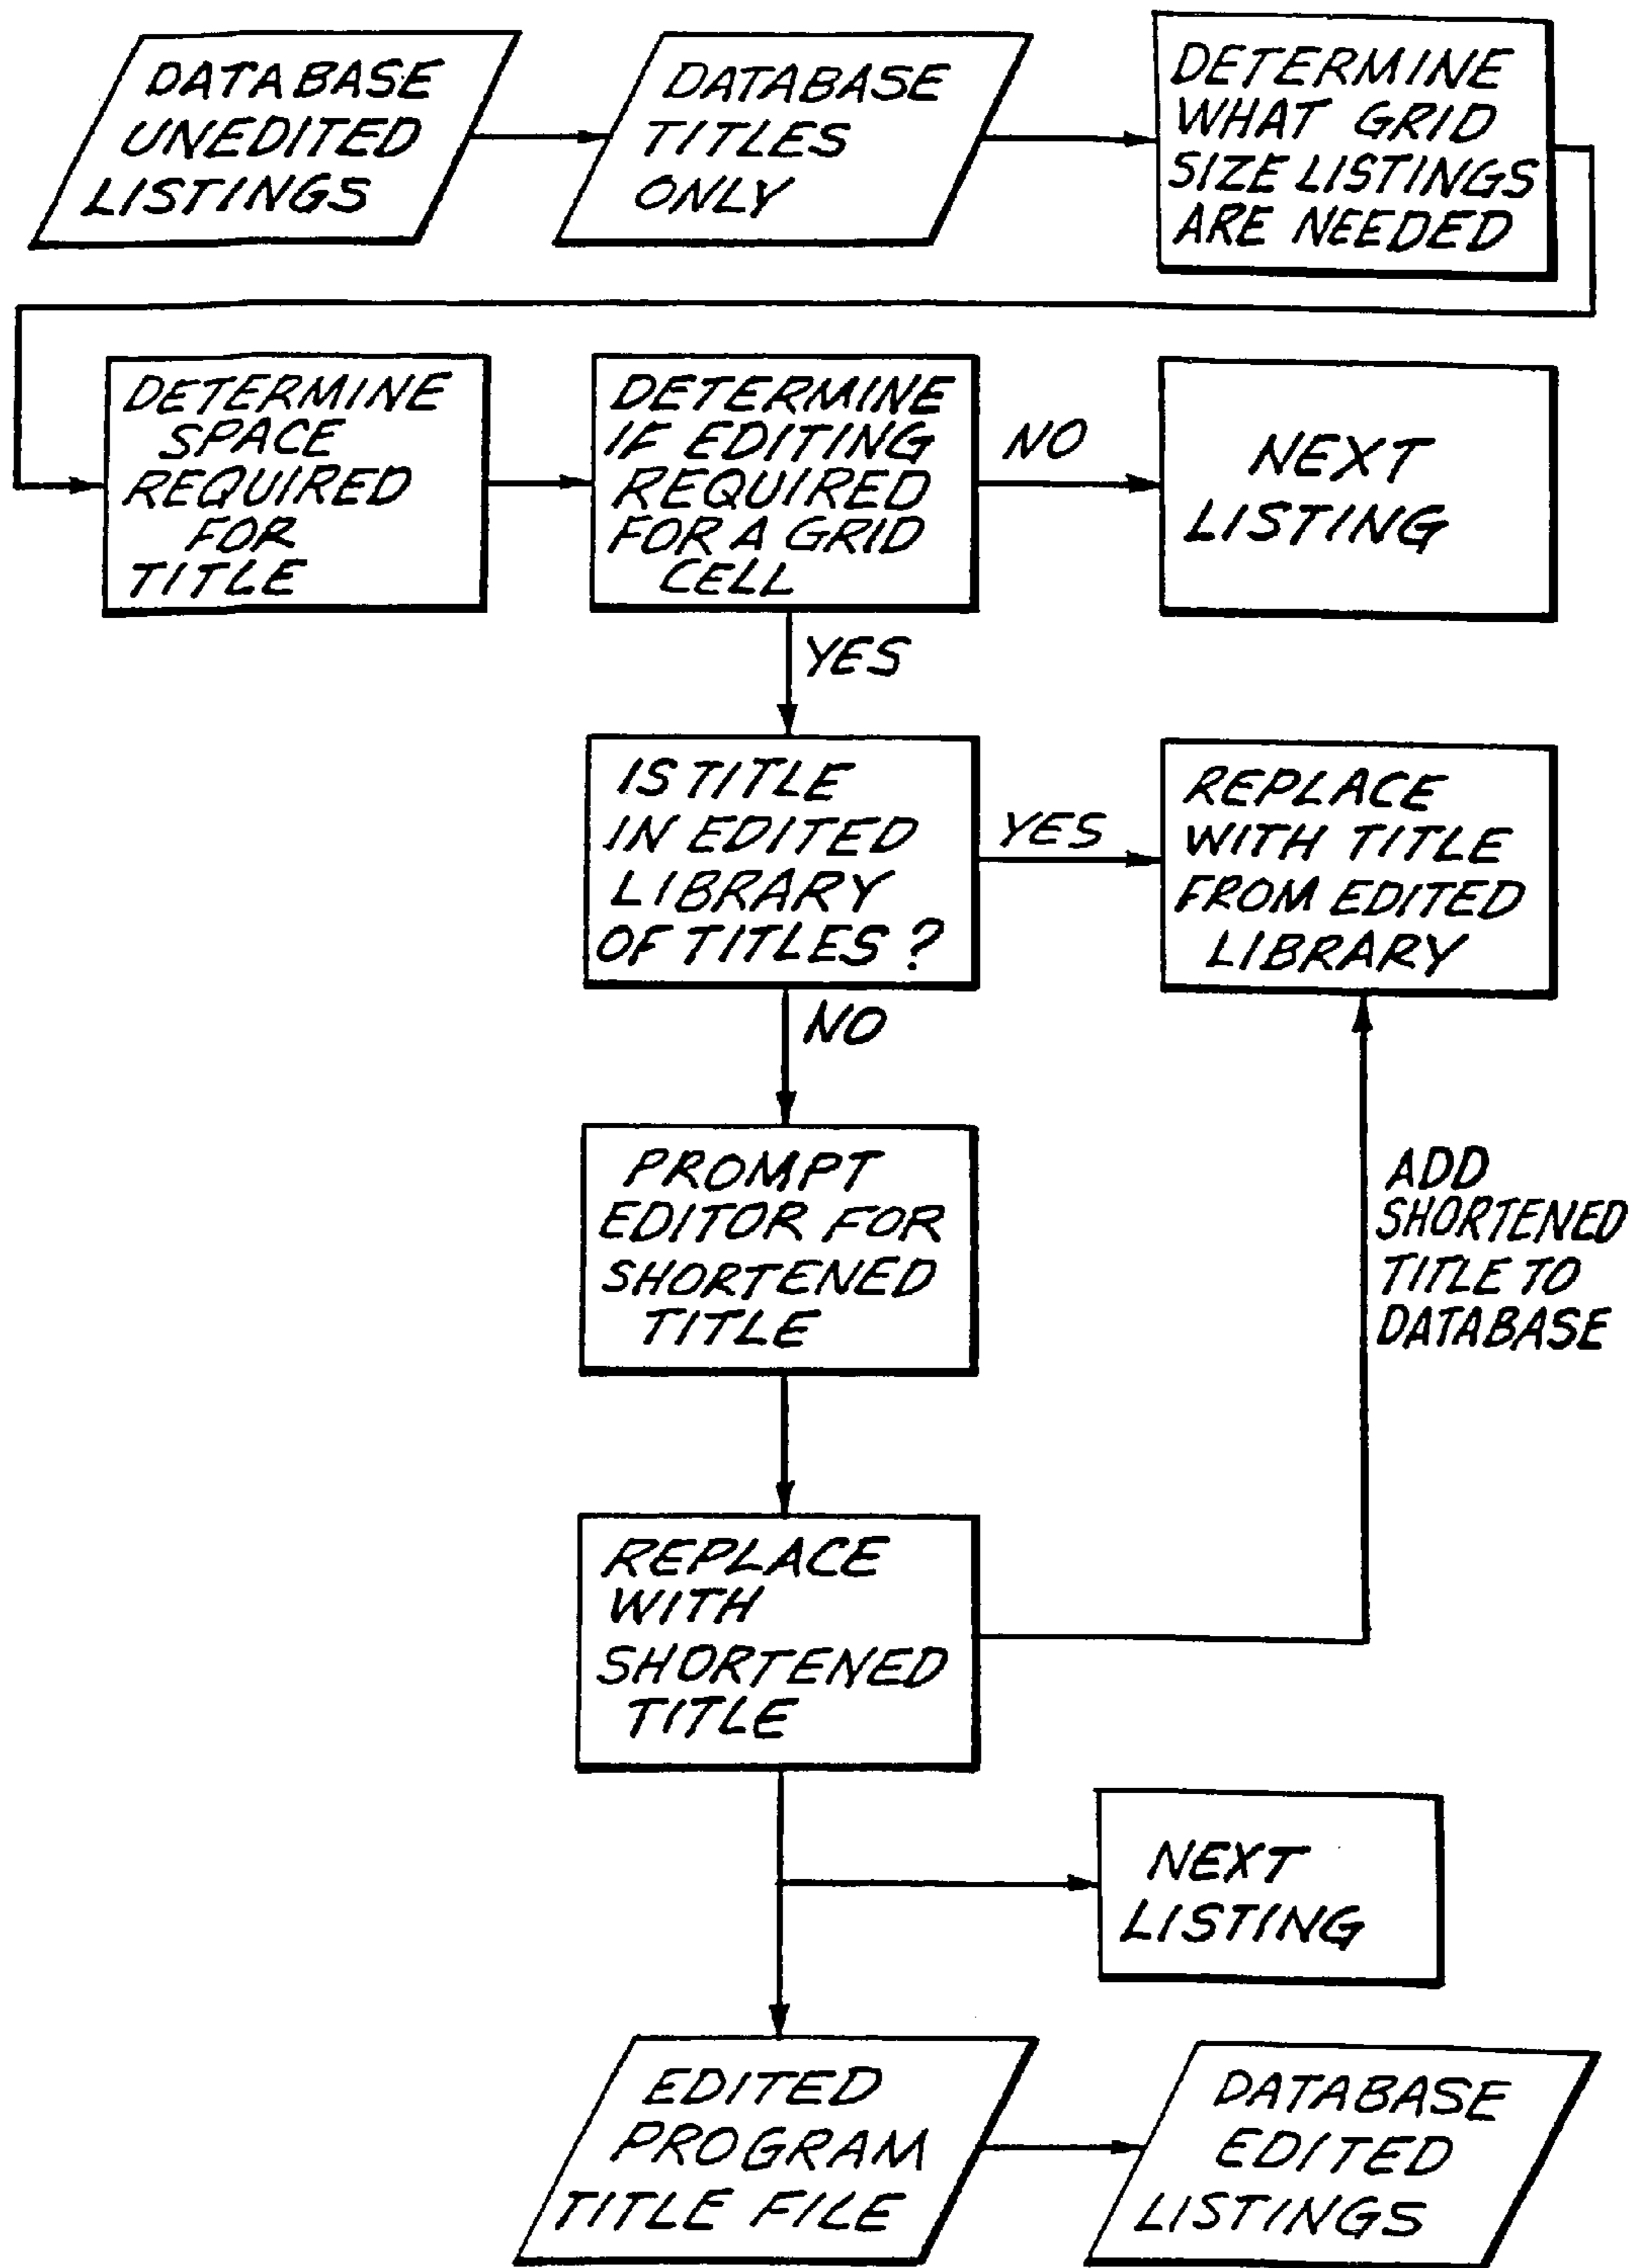 DATABASE
UNEDITED
LISTINGS
DATABASE
TITLES
ONLY
DETERMINE
WHAT GRID
SIZE LISTINGS
ARE NEEDED
DETERMINE
SPACE
REQUIRED
FOR
TITLE
DETERMINE
IF EDITING
REQUIRED
FOR A GRID
CELL
NO
NEXT
LISTING
YES
IS TITLE
IN EDITED
LIBRARY
OF TITLES?
YES
REPLACE
WITH TITLE
FROM EDITED
LIBRARY
NO
PROMPT
EDITOR FOR
SHORTENED
TITLE
ADD
SHORTENED
TITLE TO
DATABASE
REPLACE
WITH
SHORTENED
TITLE
NEXT
LISTING
EDITED
PROGRAM
TITLE FILE
DATABASE
EDITED
LISTINGS